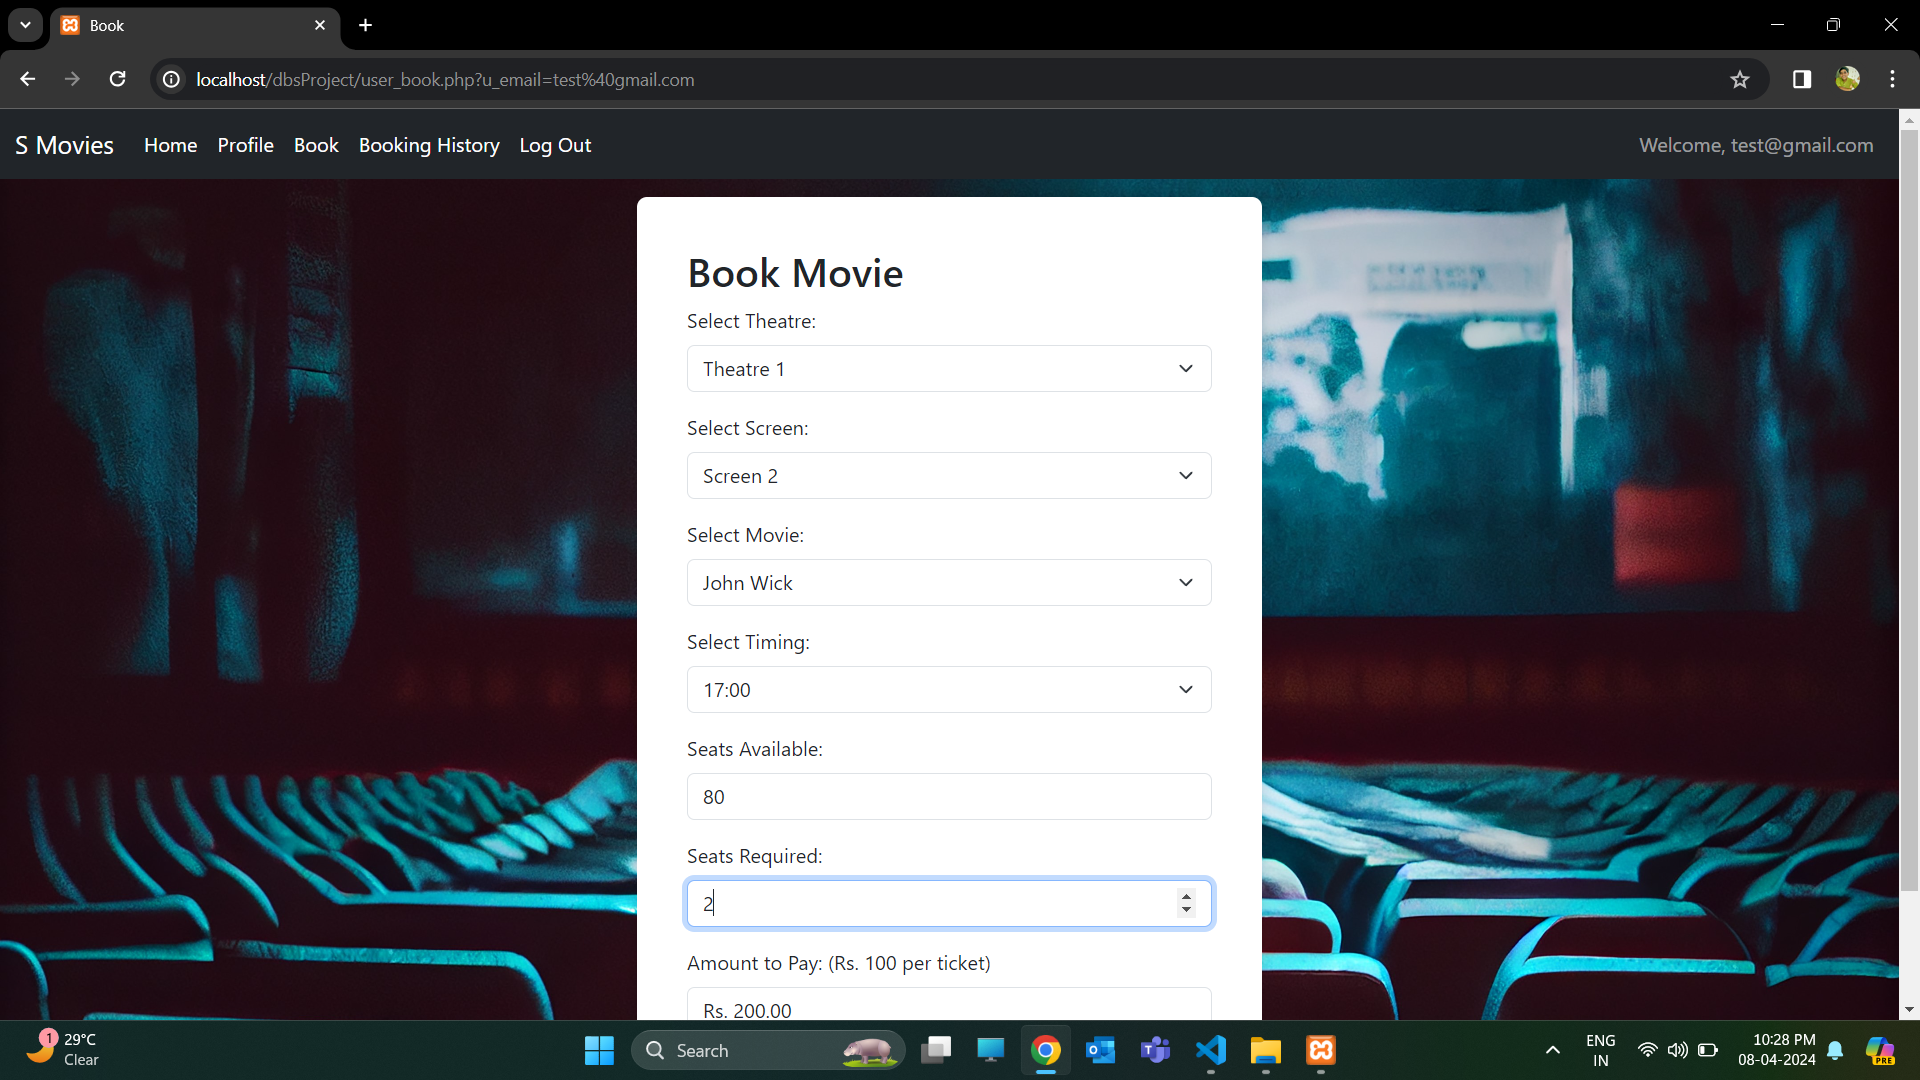 Book
localhost/dbsProject/user_book.php?u_email=test%40gmail.com
S Movies Home Profile Book Booking History Log Out Welcome, test@gmail.com
Book Movie
Select Theatre:
Theatre 1
Select Screen:
Screen 2
Select Movie:
John Wick
Select Timing:
17:00
Seats Available:
80
Seats Required:
2
Amount to Pay: (Rs. 100 per ticket)
Rs. 200.00
1
29°C
Clear
Search
ENG
IN
10:28 PM
08-04-2024
PRE